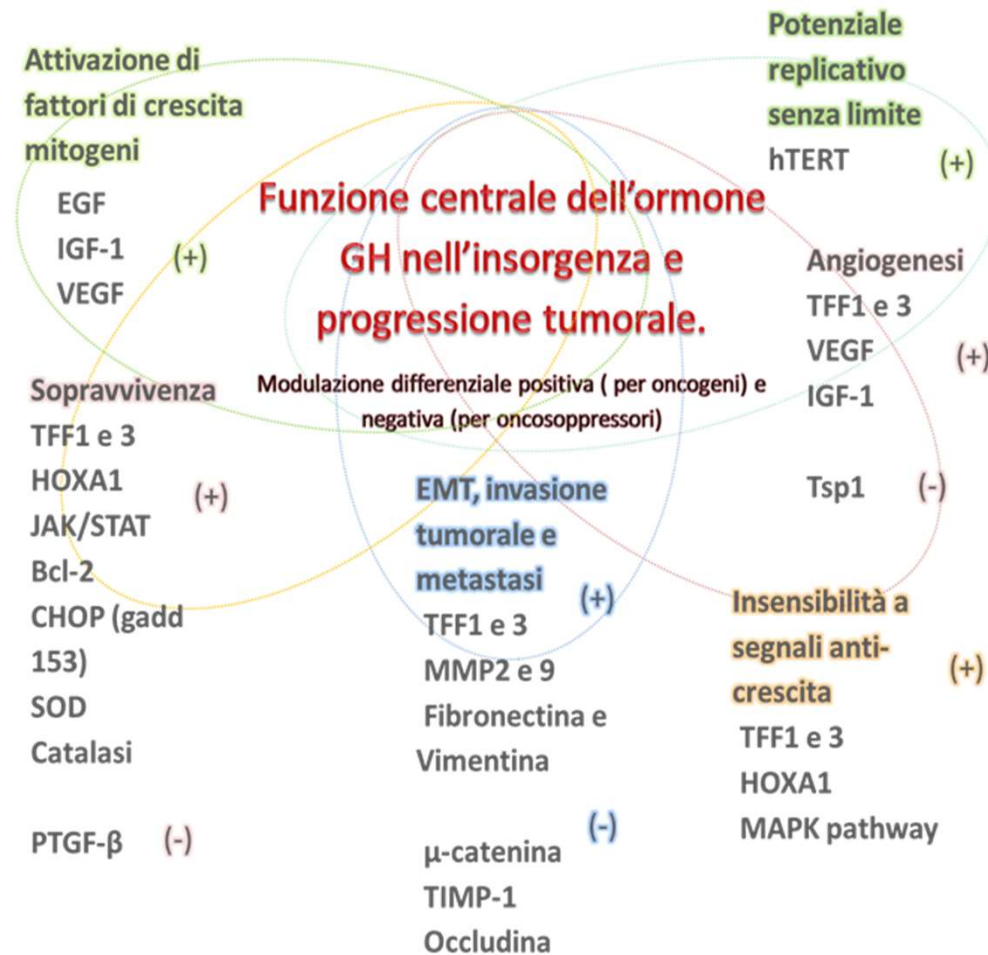 Attivazione di
fattori di crescita
mitogeni
EGF
IGF-1 (+)
VEGF
Potenziale
replicativo
senza limite
hTERT (+)
Funzione centrale dell'ormone
GH nell'insorgenza e
progressione tumorale.
Modulazione differenziale positiva ( per oncogeni) e
negativa (per oncosoppressori)
Angiogenesi
TFF1 e 3
VEGF (+)
IGF-1
Tsp1 (-)
Sopravvivenza
TFF1 e 3
HOXA1 (+)
JAK/STAT
Bcl-2
CHOP (gadd
153)
SOD
Catalasi
PTGF-β (-)
EMT, invasione
tumorale e
metastasi (+)
TFF1 e 3
MMP2 e 9
Fibronectina e
Vimentina
(-)
μ-catenina
TIMP-1
Occludina
Insensibilità a
segnali anti-
crescita (+)
TFF1 e 3
HOXA1
MAPK pathway